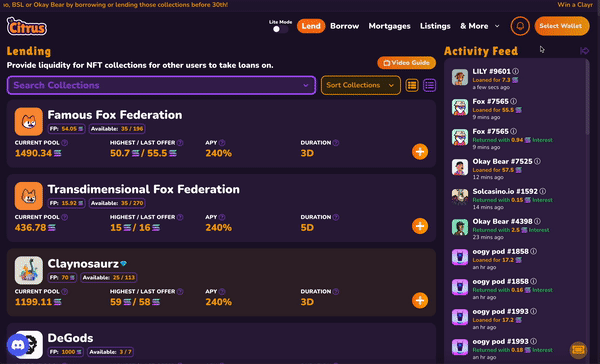 io, BSL or Okay Bear by borrowing or lending those collections before 30th!
Win a Clayr
Citrus
Lite Mode
Lend
Borrow
Mortgages
Listings
& More
Select Wallet
Lending
Provide liquidity for NFT collections for other users to take loans on.
Video Guide
Search Collections
Sort Collections
Famous Fox Federation
FP: 54.05
Available: 35 / 196
CURRENT POOL
HIGHEST / LAST OFFER
APY
DURATION
1490.34
50.7 / 55.5
240%
3D
Transdimensional Fox Federation
FP: 15.92
Available: 35 / 270
CURRENT POOL
HIGHEST / LAST OFFER
APY
DURATION
436.78
15 / 16
240%
5D
Claynosaurz
FP: 70
Available: 25 / 113
CURRENT POOL
HIGHEST / LAST OFFER
APY
DURATION
1199.11
59 / 58
240%
3D
DeGods
FP: 1000
Available: 3 / 7
CURRENT POOL
HIGHEST / LAST OFFER
APY
DURATION
Activity Feed
LILY #9601
Loaned for 7.3
a few secs ago
Fox #7565
Loaned for 55.5
9 mins ago
Fox #7565
Returned with 0.94 Interest
9 mins ago
Okay Bear #7525
Loaned for 57.5
12 mins ago
Solcasino.io #1592
Returned with 0.15 Interest
14 mins ago
Okay Bear #4398
Returned with 2.5 Interest
23 mins ago
oogy pod #1858
Loaned for 17.2
an hr ago
oogy pod #1858
Returned with 0.16 Interest
an hr ago
oogy pod #1993
Loaned for 17.2
an hr ago
oogy pod #1993
Returned with 0.18 Interest
an hr ago